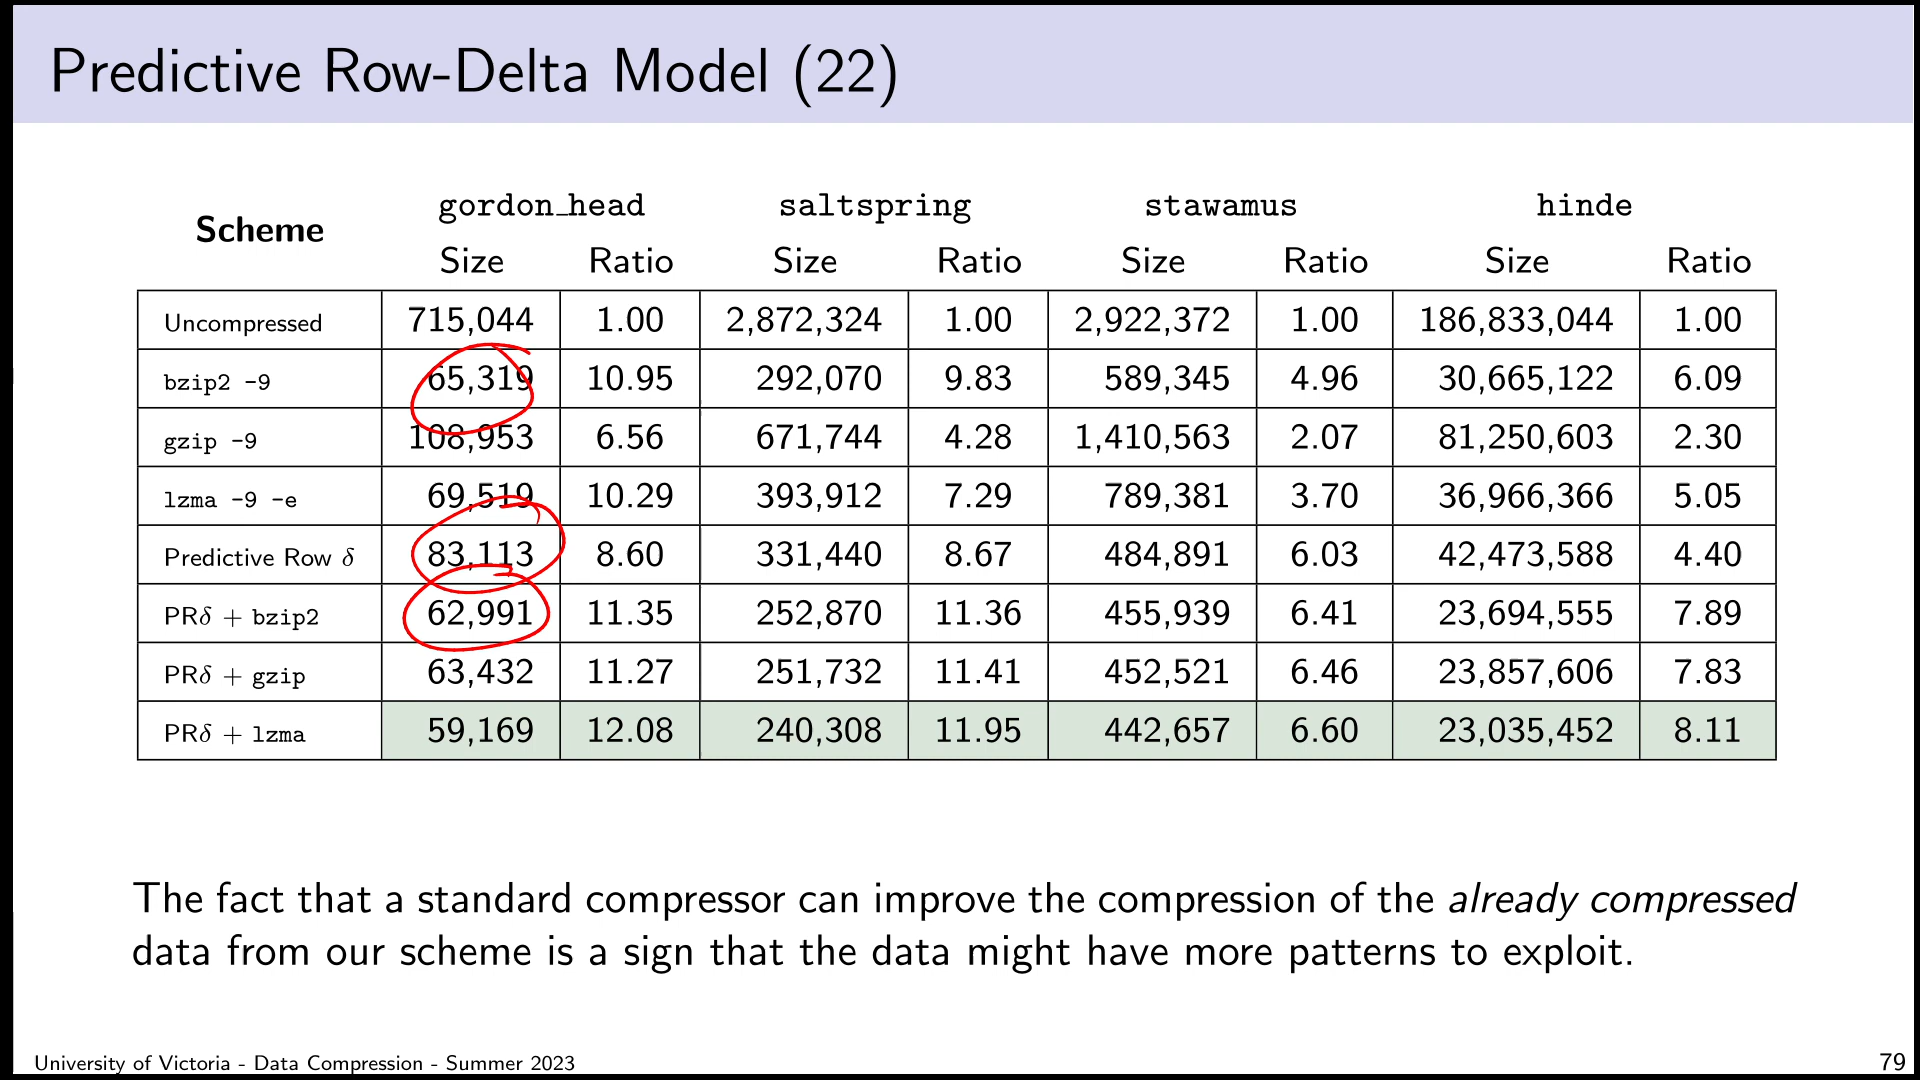 Predictive Row-Delta Model (22)
Scheme gordon_head saltspring stawamus hinde
Size Ratio Size Ratio Size Ratio Size Ratio
Uncompressed 715,044 1.00 2,872,324 1.00 2,922,372 1.00 186,833,044 1.00
bzip2 -9 65,319 10.95 292,070 9.83 589,345 4.96 30,665,122 6.09
gzip -9 108,953 6.56 671,744 4.28 1,410,563 2.07 81,250,603 2.30
lzma -9 -e 69,519 10.29 393,912 7.29 789,381 3.70 36,966,366 5.05
Predictive Row δ 83,113 8.60 331,440 8.67 484,891 6.03 42,473,588 4.40
PRδ + bzip2 62,991 11.35 252,870 11.36 455,939 6.41 23,694,555 7.89
PRδ + gzip 63,432 11.27 251,732 11.41 452,521 6.46 23,857,606 7.83
PRδ + lzma 59,169 12.08 240,308 11.95 442,657 6.60 23,035,452 8.11
The fact that a standard compressor can improve the compression of the already compressed
data from our scheme is a sign that the data might have more patterns to exploit.
University of Victoria - Data Compression - Summer 2023
79